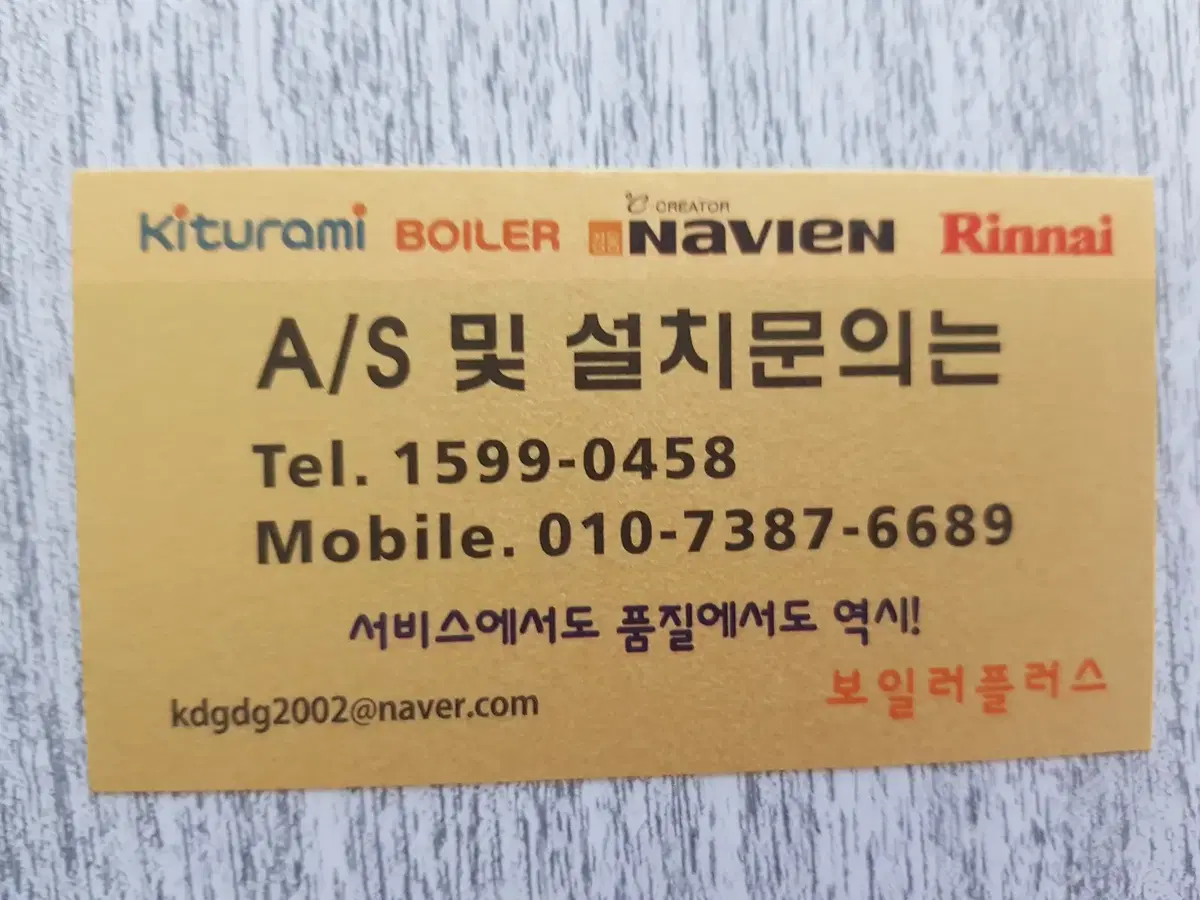 Kiturami BOILER CREATOR 경동 NAVIEN Rinnai
A/S 및 설치문의는
Tel. 1599-0458
Mobile. 010-7387-6689
서비스에서도 품질에서도 역시!
보일러플러스
kdgdg2002@naver.com